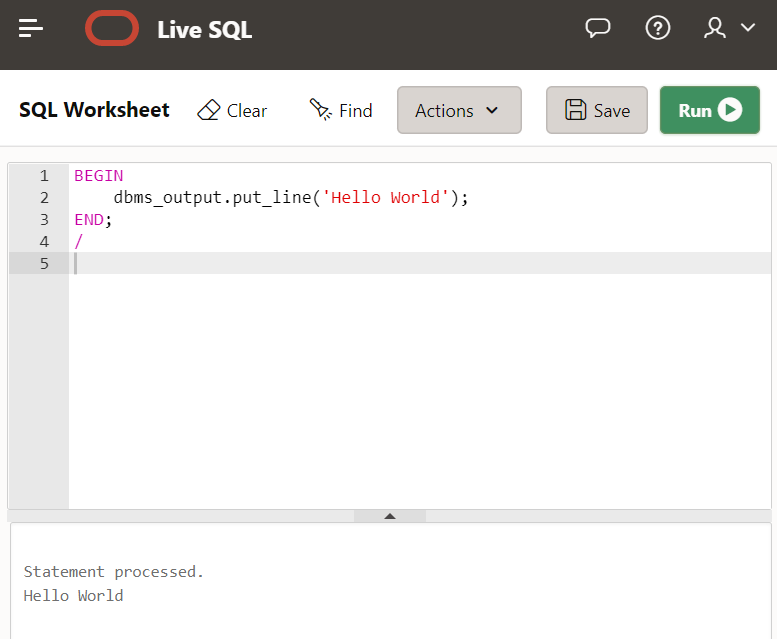 Live SQL
SQL Worksheet Clear Find Actions Save Run
1 BEGIN
2     dbms_output.put_line('Hello World');
3 END;
4 /
5
Statement processed.
Hello World